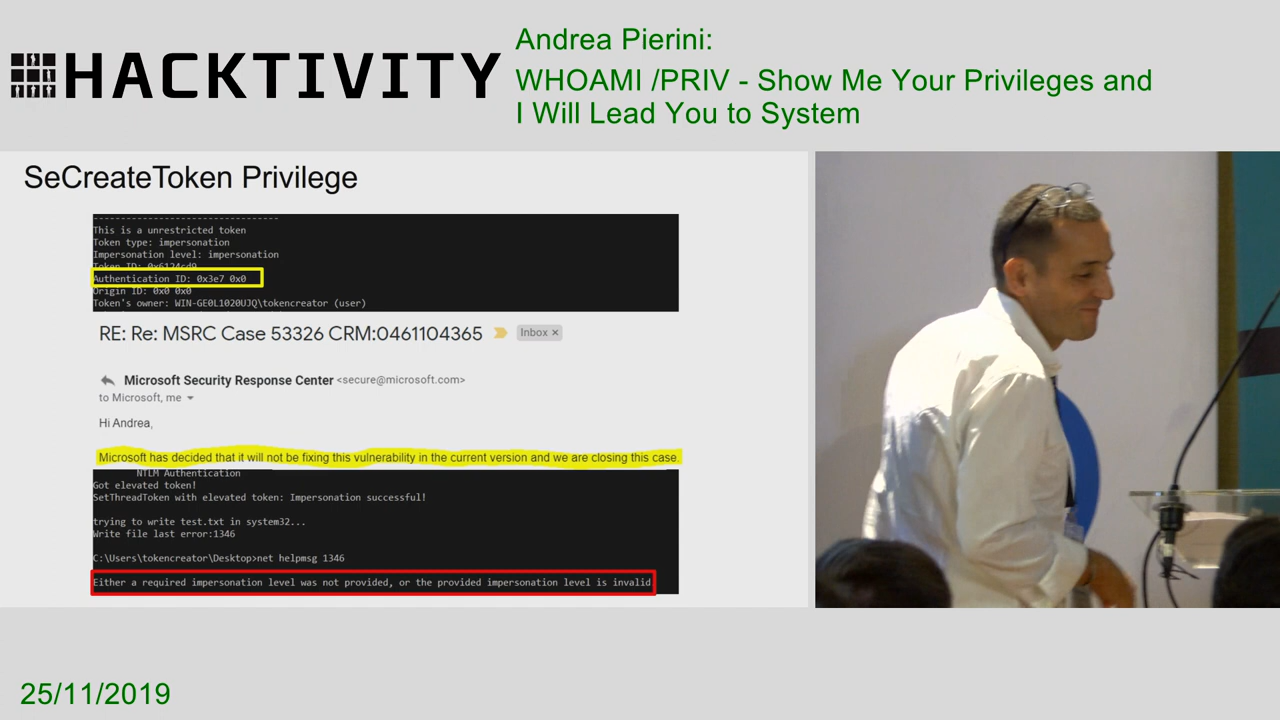 HACKTIVITY
Andrea Pierini:
WHOAMI /PRIV - Show Me Your Privileges and
I Will Lead You to System
SeCreateToken Privilege
---------------------------------
This is a unrestricted token
Token type: impersonation
Impersonation level: impersonation
Token ID: 0x6124cd9
Authentication ID: 0x3e7 0x0
Origin ID: 0x0 0x0
Token's owner: WIN-GE0L1020UJQ\tokencreator (user)
RE: Re: MSRC Case 53326 CRM:0461104365 Inbox ×
Microsoft Security Response Center <secure@microsoft.com>
to Microsoft, me
Hi Andrea,
Microsoft has decided that it will not be fixing this vulnerability in the current version and we are closing this case.
NTLM Authentication
Got elevated token!
SetThreadToken with elevated token: Impersonation successful!
trying to write test.txt in system32...
Write file last error:1346
C:\Users\tokencreator\Desktop>net helpmsg 1346
Either a required impersonation level was not provided, or the provided impersonation level is invalid
25/11/2019